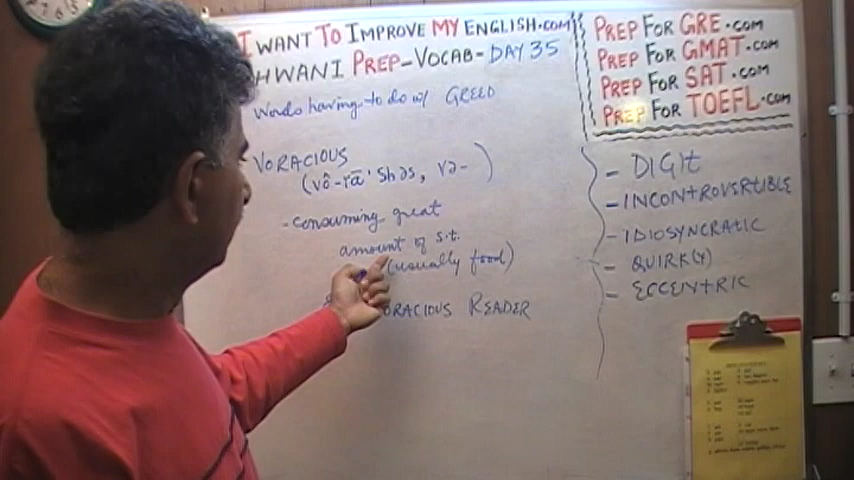 I WANT TO IMPROVE MY ENGLISH.COM
HWANI PREP-VOCAB-DAY 35
Words having to do w/ GREED
VORACIOUS
(vô-rā'shəs, və- )
- consuming great
amount of s.t.
(usually food)
ORACIOUS READER
PREP FOR GRE.com
PREP FOR GMAT.com
PREP FOR SAT.com
PREP FOR TOEFL.com
- DIGIT
- INCONTROVERTIBLE
- IDIOSYNCRATIC
- QUIRK(Y)
- ECCENTRIC